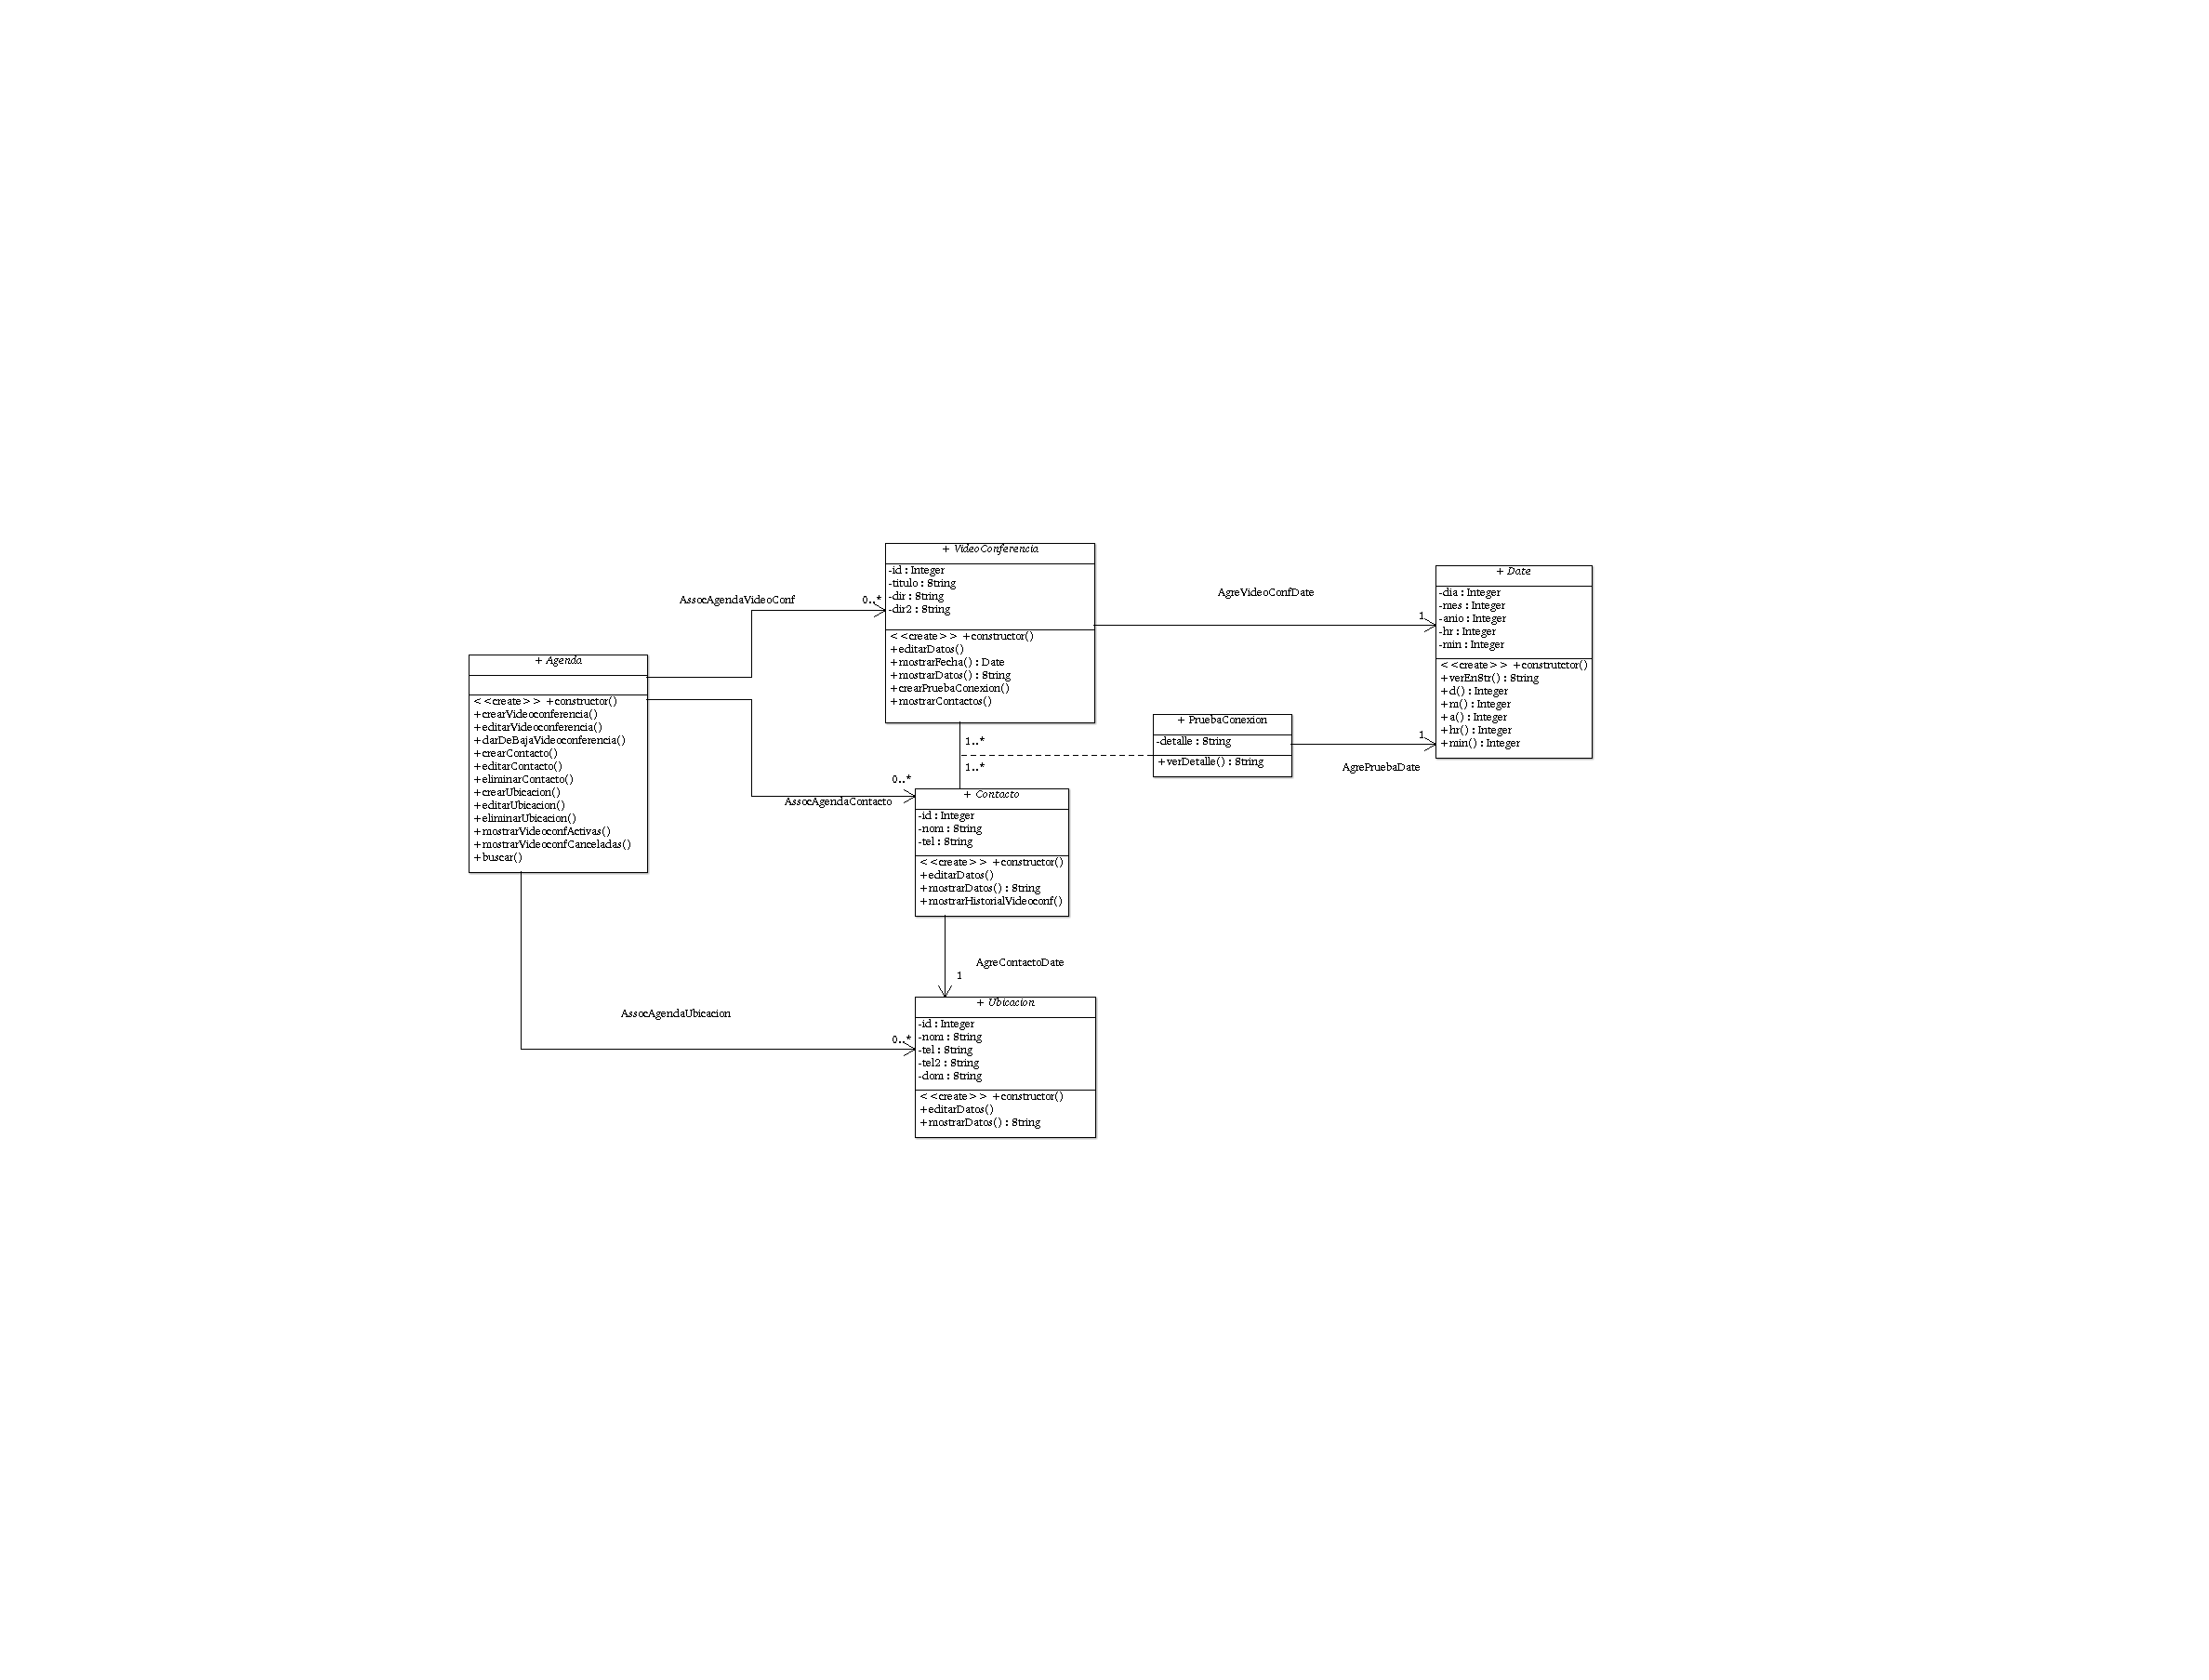 + VideoConferencia
-id : Integer
-titulo : String
-dir : String
-dir2 : String
<<create>> +constructor()
+editarDatos()
+mostrarFecha() : Date
+mostrarDatos() : String
+crearPruebaConexion()
+mostrarContactos()
+ Date
-dia : Integer
-mes : Integer
-anio : Integer
-hr : Integer
-min : Integer
<<create>> +construtctor()
+verEnStr() : String
+d() : Integer
+m() : Integer
+a() : Integer
+hr() : Integer
+min() : Integer
AgreVideoConfDate
1
AssocAgendaVideoConf
0..*
+ Agenda
<<create>> +constructor()
+crearVideoconferencia()
+editarVideoconferencia()
+darDeBajaVideoconferencia()
+crearContacto()
+editarContacto()
+eliminarContacto()
+crearUbicacion()
+editarUbicacion()
+eliminarUbicacion()
+mostrarVideoconfActivas()
+mostrarVideoconfCanceladas()
+buscar()
+ PruebaConexion
-detalle : String
+verDetalle() : String
1
AgrePruebaDate
1..*
1..*
0..*
AssocAgendaContacto
+ Contacto
-id : Integer
-nom : String
-tel : String
<<create>> +constructor()
+editarDatos()
+mostrarDatos() : String
+mostrarHistorialVideoconf()
AgreContactoDate
1
AssocAgendaUbicacion
0..*
+ Ubicacion
-id : Integer
-nom : String
-tel : String
-tel2 : String
-dom : String
<<create>> +constructor()
+editarDatos()
+mostrarDatos() : String